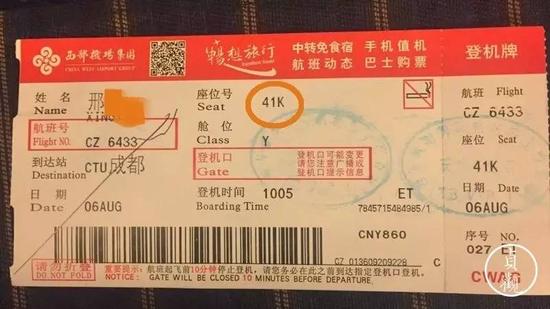 西部机场集团
CHINA WEST AIRPORT GROUP
畅想旅行
中转免食宿 手机值机
航班动态 巴士购票
登机牌
姓名
Name
邢
座位号
Seat
41K
航班 Flight
CZ 6433
航班号
Flight NO.
CZ 6433
舱位
Class
Y
座位 Seat
41K
到达站
Destination
CTU成都
登机口
Gate
登机口可能变更
请您注意广播或
登机口提示信息
日期
Date
06AUG
登机时间
Boarding Time
1005
ET
7845715484985/1
日期 Date
06AUG
CNY860
序号 NO.
027 ET
请勿折叠
DO NOT FOLD
重要提示：航班起飞前10分钟停止登机，请您务必在此之前到达指定登机口登机。
NOTICE: GATE WILL BE CLOSED 10 MINUTES BEFORE DEPARTURE.
CZ 013609209228
CWAG